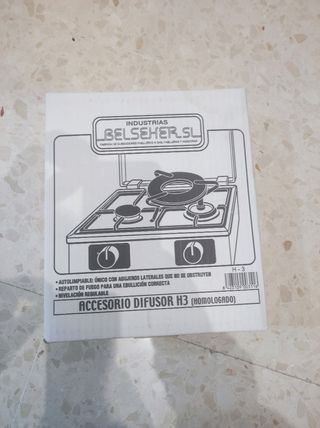 INDUSTRIAS
BELSEHER SL
H - 3
• AUTOLIMPIABLE: ÚNICO CON AGUJEROS LATERALES QUE NO SE OBSTRUYEN
• REPARTO DE FUEGO PARA UNA EBULLICIÓN CORRECTA
• NIVELACIÓN REGULABLE
ACCESORIO DIFUSOR H3 (HOMOLOGADO)